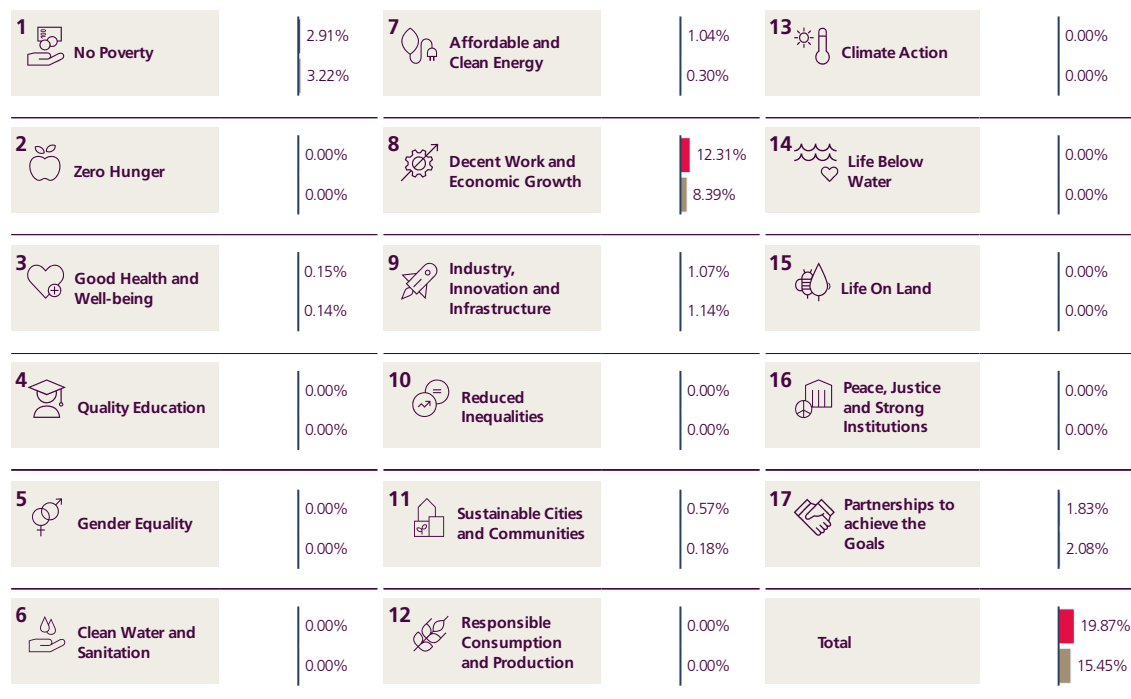 1
No Poverty
2.91%
3.22%
2
Zero Hunger
0.00%
0.00%
3
Good Health and
Well-being
0.15%
0.14%
4
Quality Education
0.00%
0.00%
5
Gender Equality
0.00%
0.00%
6
Clean Water and
Sanitation
0.00%
0.00%
7
Affordable and
Clean Energy
1.04%
0.30%
8
Decent Work and
Economic Growth
12.31%
8.39%
9
Industry,
Innovation and
Infrastructure
1.07%
1.14%
10
Reduced
Inequalities
0.00%
0.00%
11
Sustainable Cities
and Communities
0.57%
0.18%
12
Responsible
Consumption
and Production
0.00%
0.00%
13
Climate Action
0.00%
0.00%
14
Life Below
Water
0.00%
0.00%
15
Life On Land
0.00%
0.00%
16
Peace, Justice
and Strong
Institutions
0.00%
0.00%
17
Partnerships to
achieve the
Goals
1.83%
2.08%
Total
19.87%
15.45%